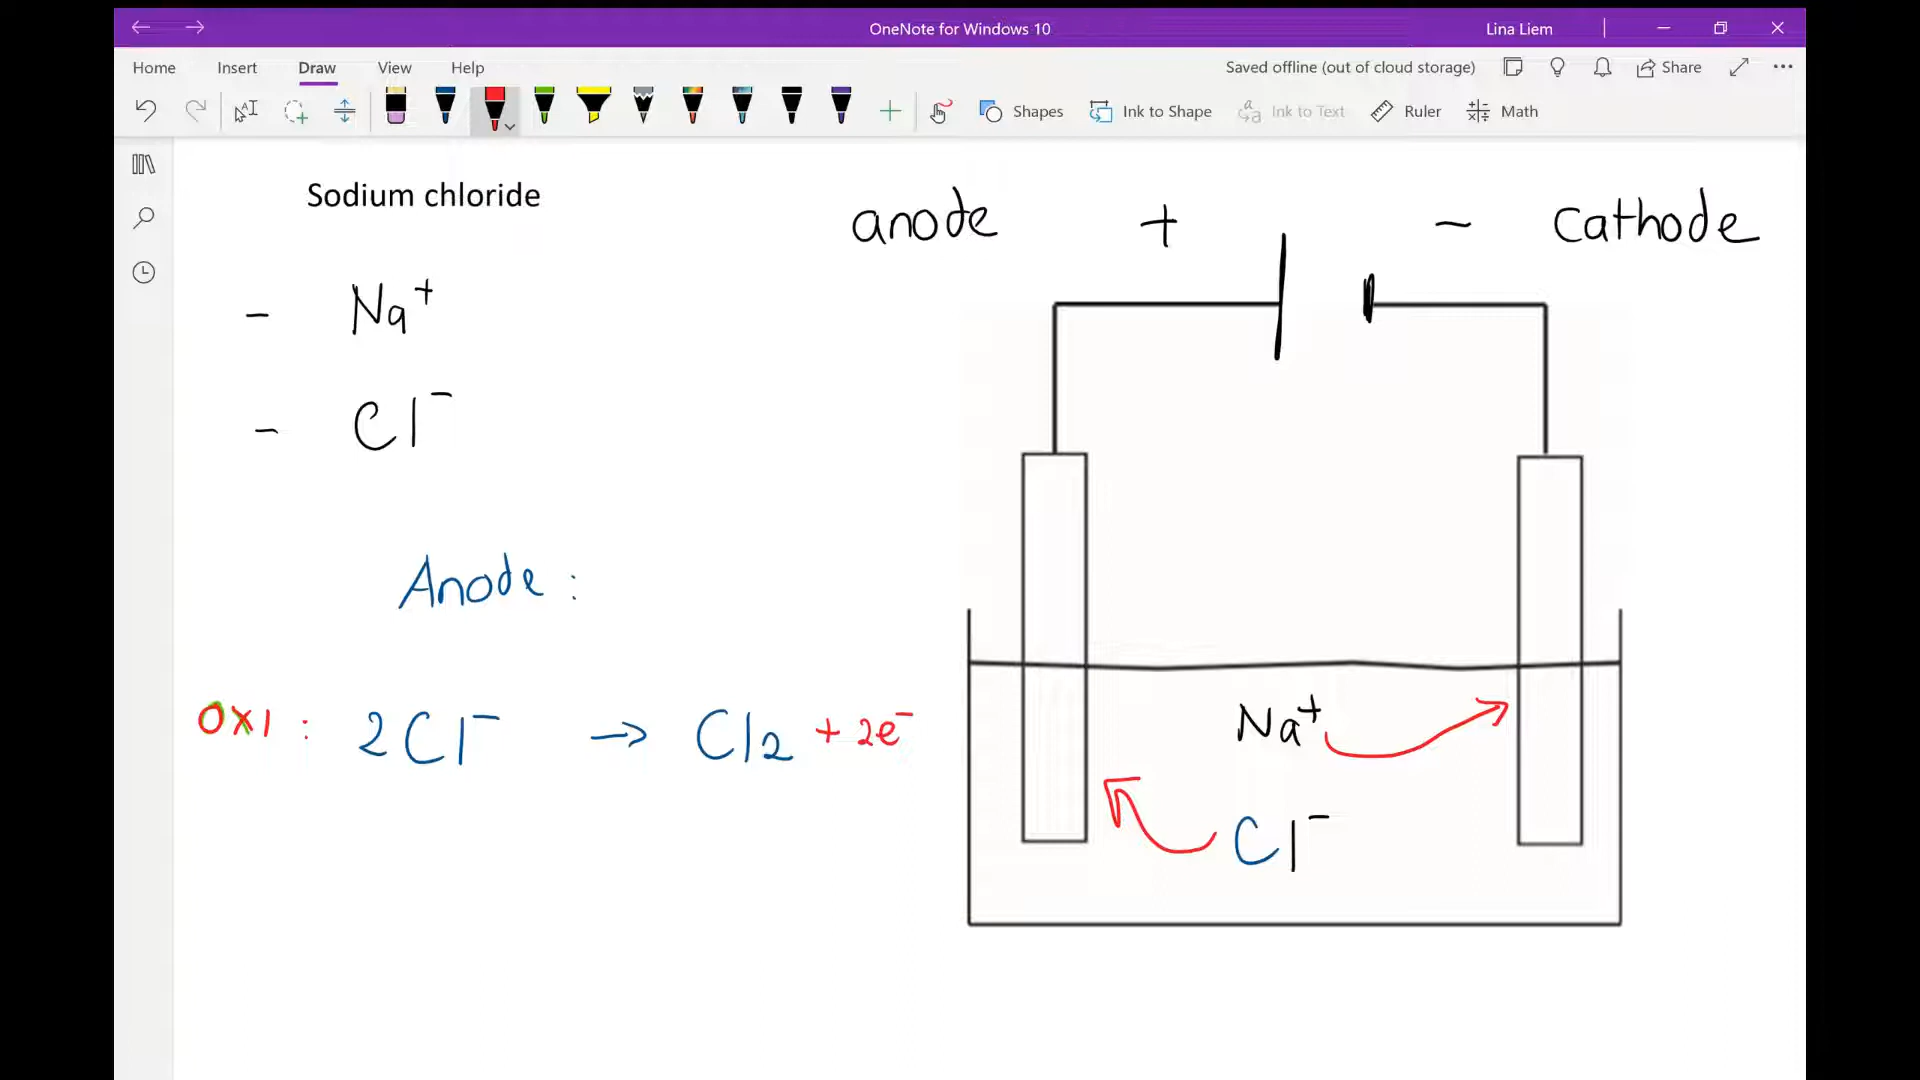 OneNote for Windows 10
Lina Liem
Home Insert Draw View Help
Saved offline (out of cloud storage)
Share
Shapes Ink to Shape Ink to Text Ruler Math
Sodium chloride
anode + - cathode
- Na⁺
- Cl⁻
Anode :
OXI : 2Cl⁻ → Cl₂ + 2e⁻
Na⁺
Cl⁻